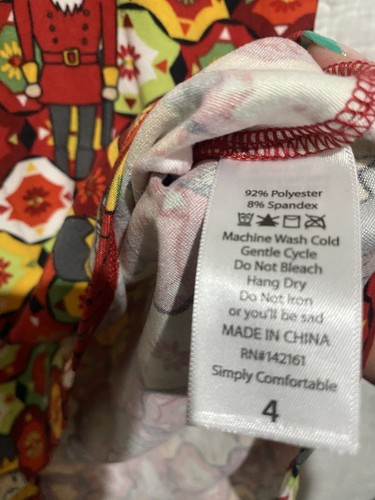 92% Polyester
8% Spandex
Machine Wash Cold
Gentle Cycle
Do Not Bleach
Hang Dry
Do Not Iron
or you'll be sad
MADE IN CHINA
RN#142161
Simply Comfortable
4